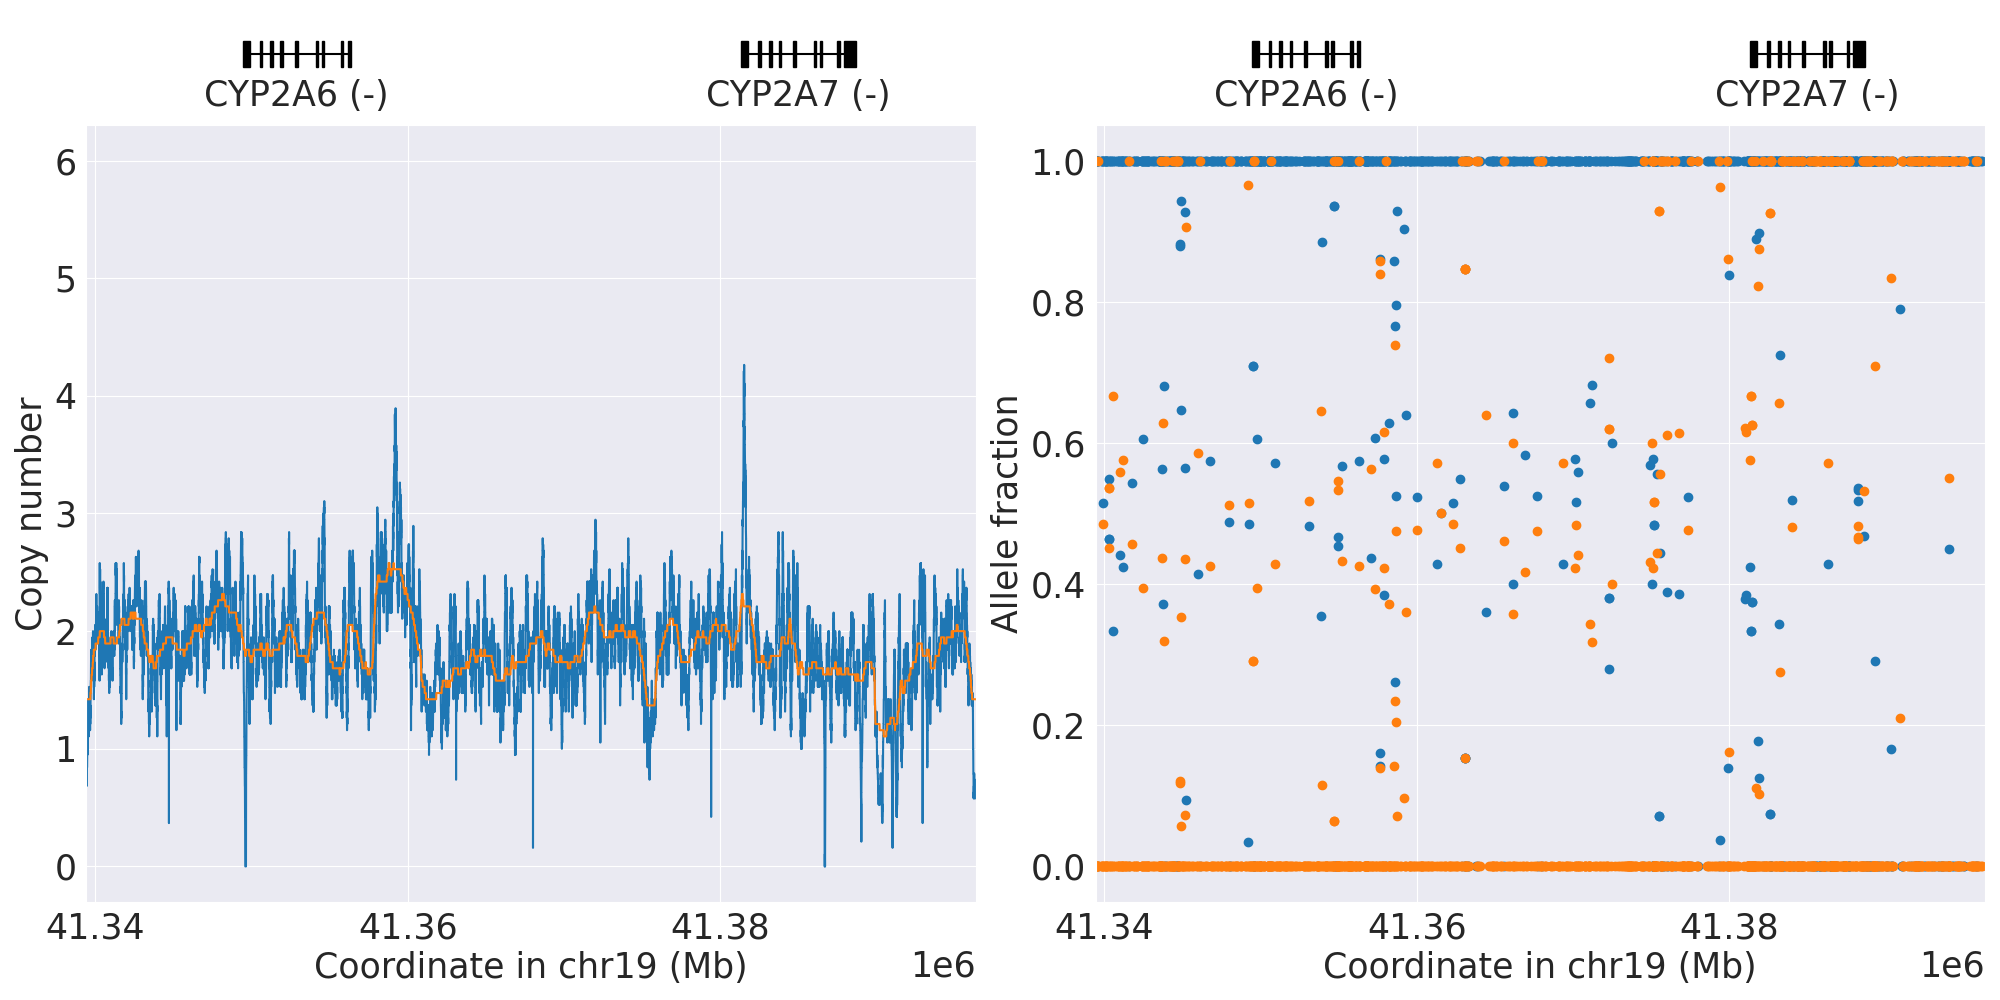 CYP2A6 (-)
CYP2A7 (-)
Copy number
6
5
4
3
2
1
0
41.34
41.36
41.38
Coordinate in chr19 (Mb)
1e6
CYP2A6 (-)
CYP2A7 (-)
Allele fraction
1.0
0.8
0.6
0.4
0.2
0.0
41.34
41.36
41.38
Coordinate in chr19 (Mb)
1e6